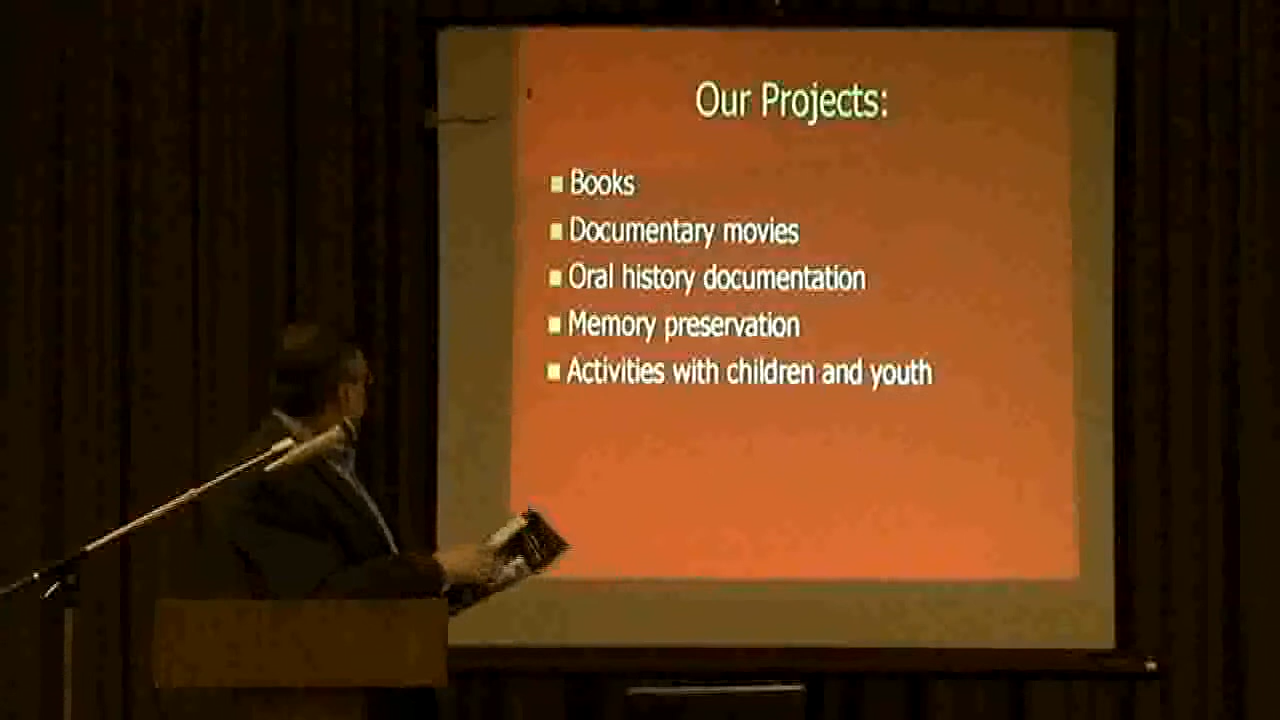 Our Projects:
Books
Documentary movies
Oral history documentation
Memory preservation
Activities with children and youth